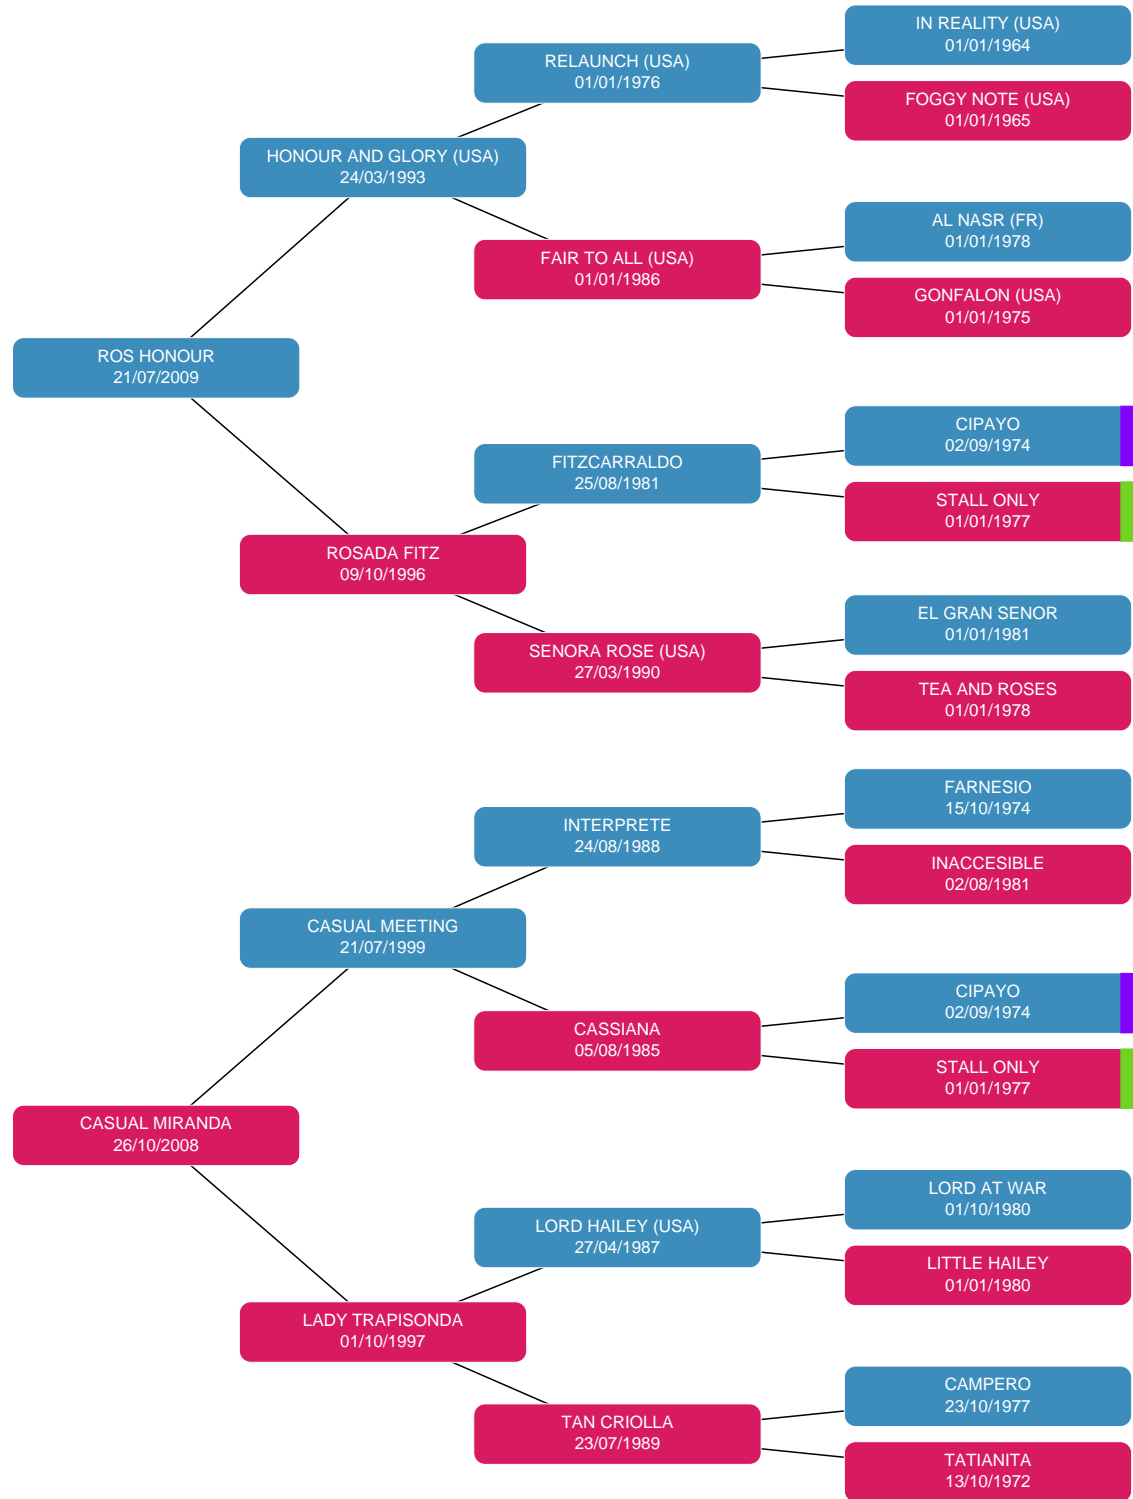 IN REALITY (USA)
01/01/1964
RELAUNCH (USA)
01/01/1976
FOGGY NOTE (USA)
01/01/1965
HONOUR AND GLORY (USA)
24/03/1993
AL NASR (FR)
01/01/1978
FAIR TO ALL (USA)
01/01/1986
GONFALON (USA)
01/01/1975
ROS HONOUR
21/07/2009
CIPAYO
02/09/1974
FITZCARRALDO
25/08/1981
STALL ONLY
01/01/1977
ROSADA FITZ
09/10/1996
EL GRAN SENOR
01/01/1981
SENORA ROSE (USA)
27/03/1990
TEA AND ROSES
01/01/1978
FARNESIO
15/10/1974
INTERPRETE
24/08/1988
INACCESIBLE
02/08/1981
CASUAL MEETING
21/07/1999
CIPAYO
02/09/1974
CASSIANA
05/08/1985
STALL ONLY
01/01/1977
CASUAL MIRANDA
26/10/2008
LORD AT WAR
01/10/1980
LORD HAILEY (USA)
27/04/1987
LITTLE HAILEY
01/01/1980
LADY TRAPISONDA
01/10/1997
CAMPERO
23/10/1977
TAN CRIOLLA
23/07/1989
TATIANITA
13/10/1972